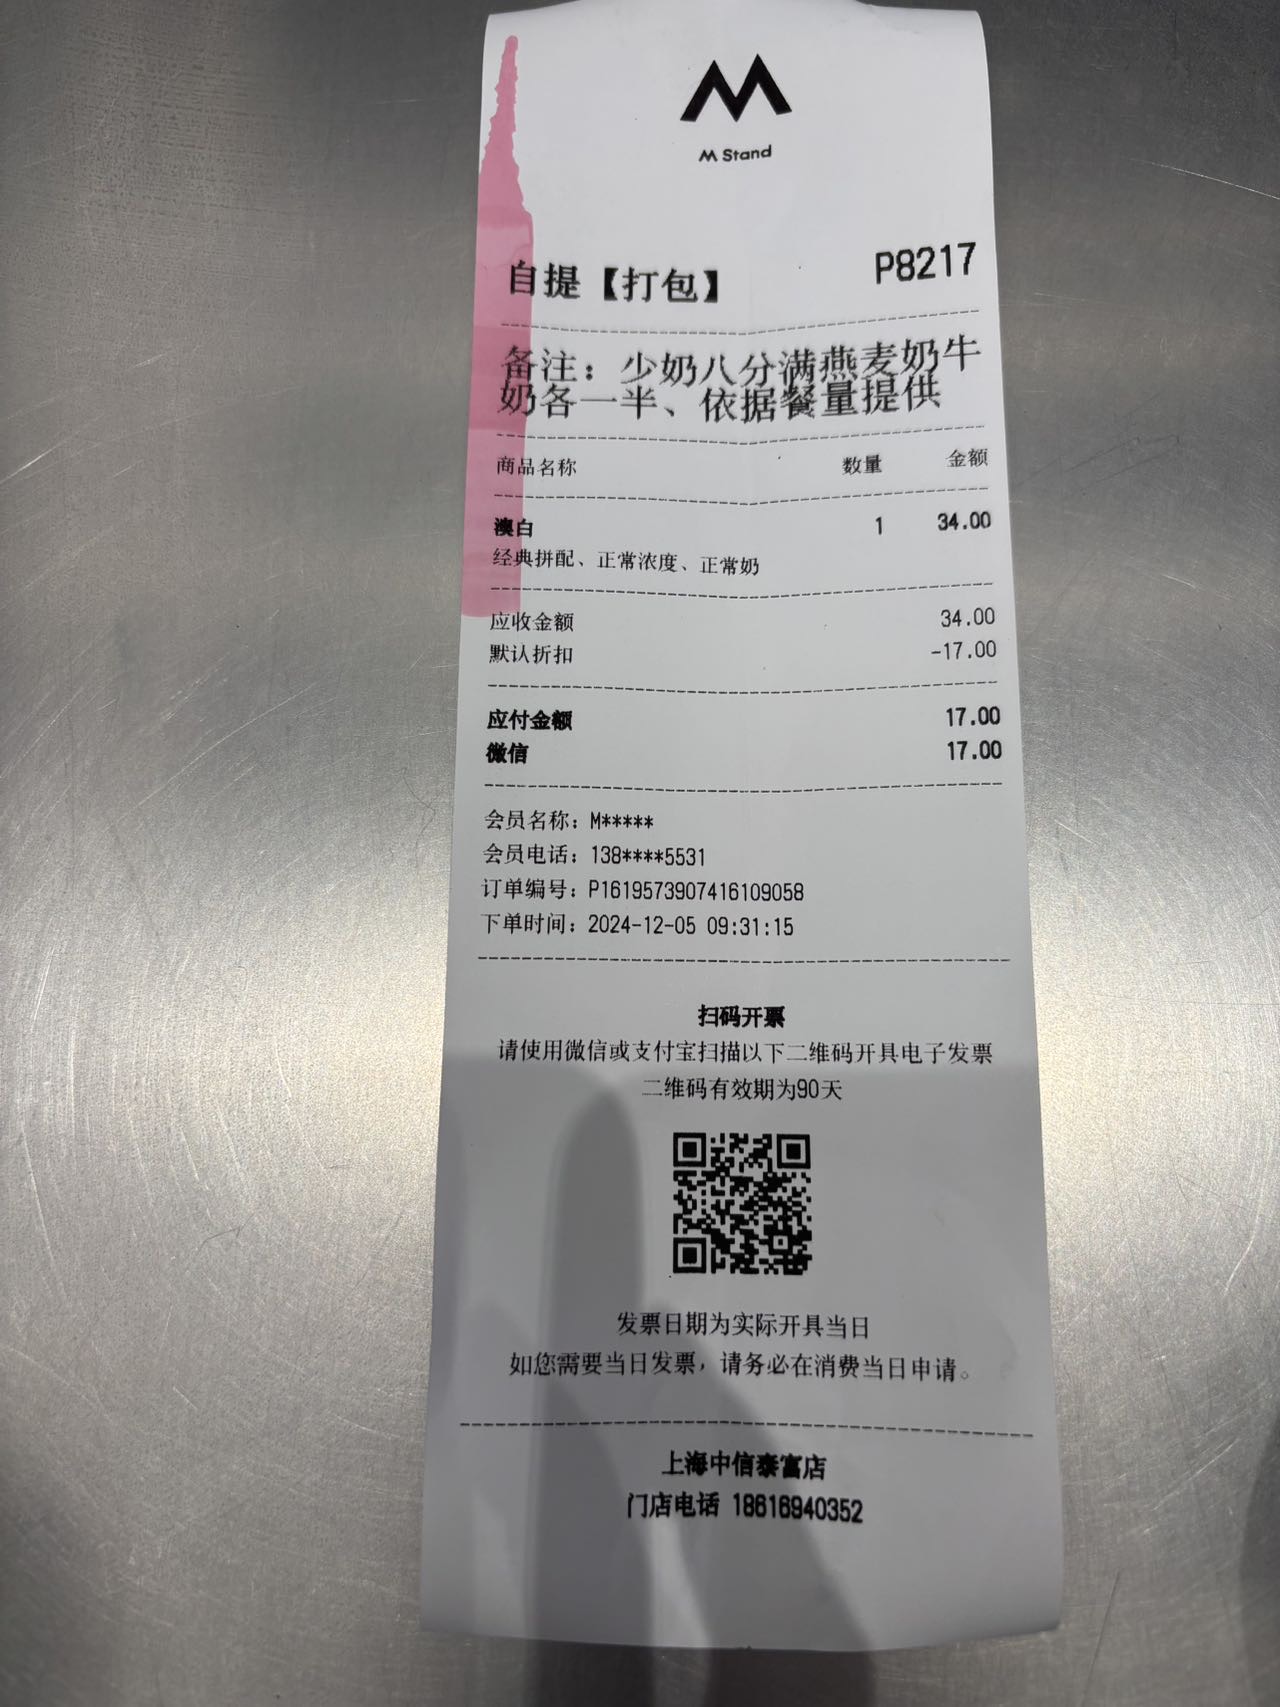 M Stand
自提【打包】 P8217
备注：少奶八分满燕麦奶牛
奶各一半、依据餐量提供
商品名称 数量 金额
澳白 1 34.00
经典拼配、正常浓度、正常奶
应收金额 34.00
默认折扣 -17.00
应付金额 17.00
微信 17.00
会员名称：M*****
会员电话：138****5531
订单编号：P1619573907416109058
下单时间：2024-12-05 09:31:15
扫码开票
请使用微信或支付宝扫描以下二维码开具电子发票
二维码有效期为90天
发票日期为实际开具当日
如您需要当日发票，请务必在消费当日申请。
上海中信泰富店
门店电话 18616940352